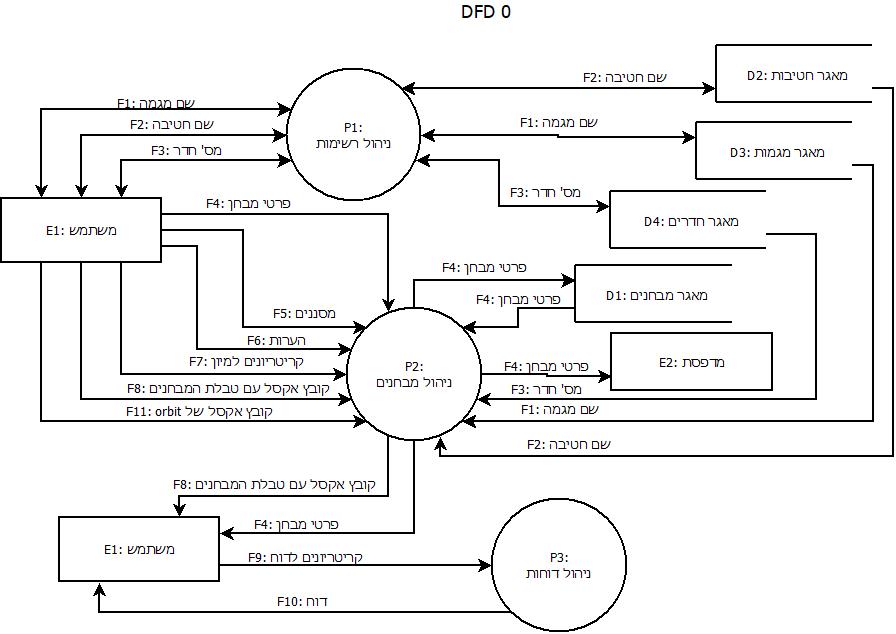 DFD 0
F2: שם חטיבה
D2: מאגר חטיבות
F1: שם מגמה
F2: שם חטיבה
F3: מס' חדר
P1:
ניהול רשימות
F1: שם מגמה
D3: מאגר מגמות
F3: מס' חדר
D4: מאגר חדרים
F4: פרטי מבחן
E1: משתמש
F4: פרטי מבחן
F4: פרטי מבחן
D1: מאגר מבחנים
F5: מסננים
F6: הערות
F7: קריטריונים למיון
F8: קובץ אקסל עם טבלת המבחנים
F11: קובץ אקסל של orbit
P2:
ניהול מבחנים
F4: פרטי מבחן
E2: מדפסת
F3: מס' חדר
F1: שם מגמה
F2: שם חטיבה
F8: קובץ אקסל עם טבלת המבחנים
F4: פרטי מבחן
E1: משתמש
F9: קריטריונים לדוח
P3:
ניהול דוחות
F10: דוח